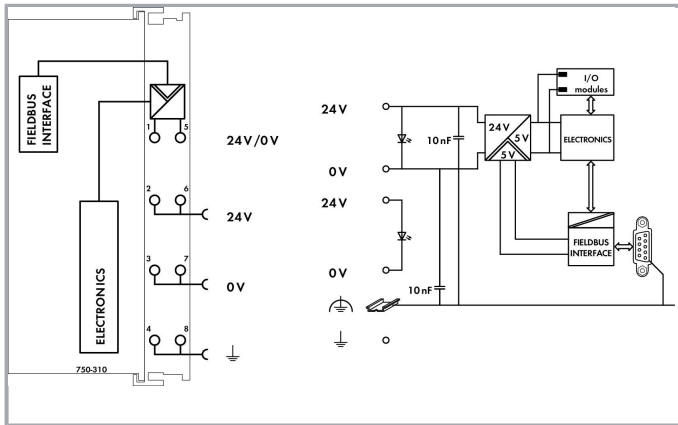 FIELDBUS
INTERFACE
ELECTRONICS
750-310
1
5
24V/0V
2
6
24V
3
7
0V
4
8
24V
0V
24V
0V
10nF
10nF
24V
5V
5V
I/O
modules
ELECTRONICS
FIELDBUS
INTERFACE